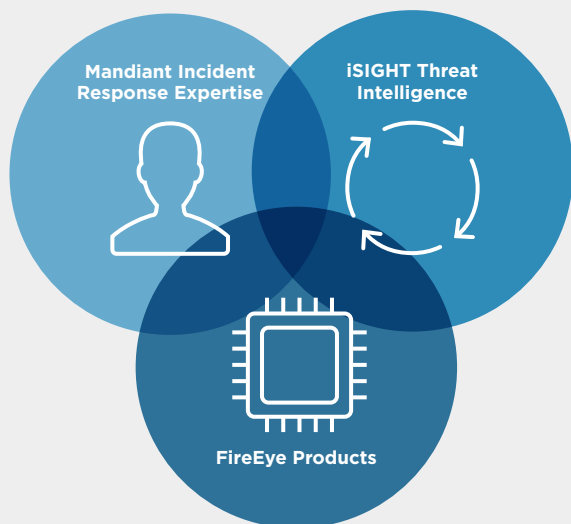 Mandiant Incident
Response Expertise
iSIGHT Threat
Intelligence
FireEye Products